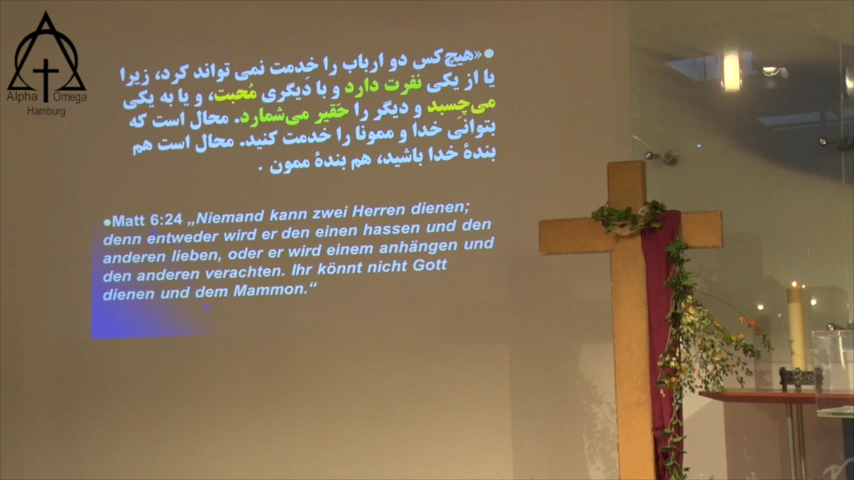 Alpha Omega
Hamburg
•«هیچ‌کس دو ارباب را خدمت نمی تواند کرد، زیرا
یا از یکی نفرت دارد و با دَیگری مُحبت، و یا به یکی
می‌چِسبد و دیگر را حَقیر می‌شمارد. محال است که
بتوانی خدا و ممونا را خدمت کنید. محال است هم
بندهٔ خدا باشید، هم بندهٔ ممون .
•Matt 6:24 „Niemand kann zwei Herren dienen;
denn entweder wird er den einen hassen und den
anderen lieben, oder er wird einem anhängen und
den anderen verachten. Ihr könnt nicht Gott
dienen und dem Mammon.“